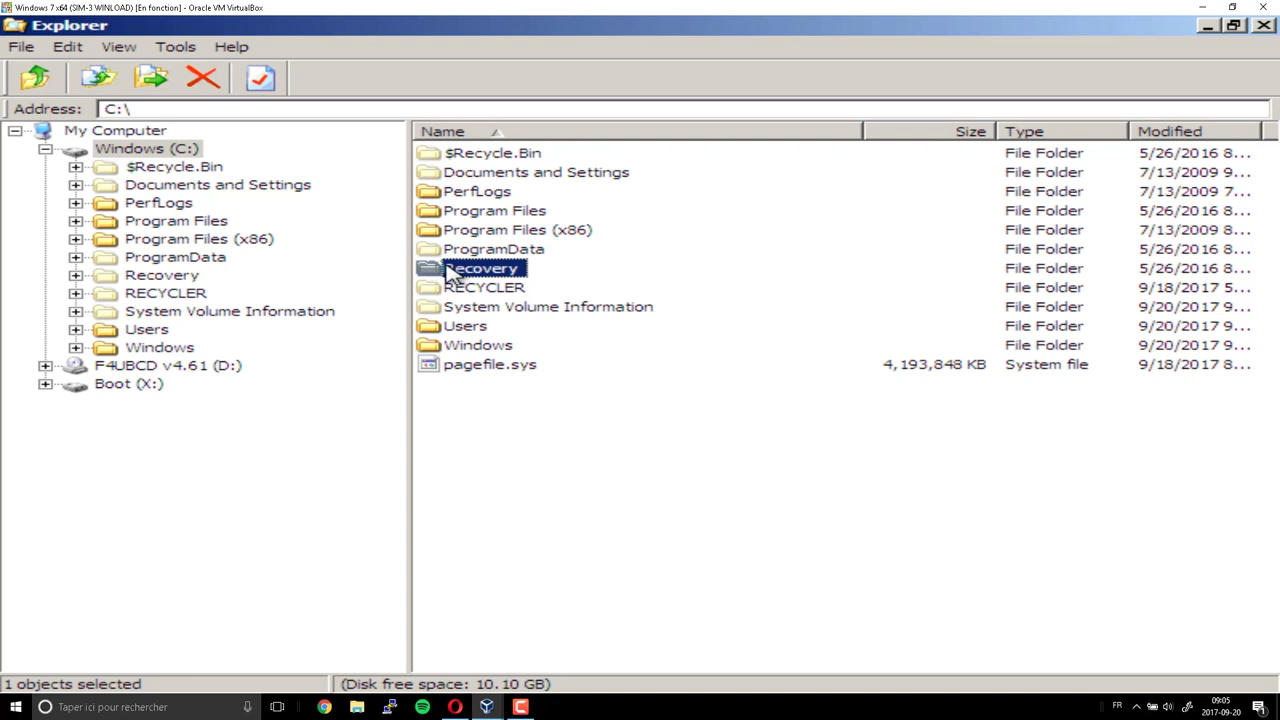 Windows 7 x64 (SIM-3 WINLOAD) [En fonction] - Oracle VM VirtualBox
Explorer
File Edit View Tools Help
Address: C:\
My Computer
Windows (C:)
$Recycle.Bin
Documents and Settings
PerfLogs
Program Files
Program Files (x86)
ProgramData
Recovery
RECYCLER
System Volume Information
Users
Windows
F4UBCD v4.61 (D:)
Boot (X:)
Name Size Type Modified
$Recycle.Bin File Folder 5/26/2016 8...
Documents and Settings File Folder 7/13/2009 9...
PerfLogs File Folder 7/13/2009 7...
Program Files File Folder 5/26/2016 8...
Program Files (x86) File Folder 7/13/2009 8...
ProgramData File Folder 5/26/2016 8...
Recovery File Folder 5/26/2016 8...
RECYCLER File Folder 9/18/2017 5...
System Volume Information File Folder 9/20/2017 9...
Users File Folder 9/20/2017 9...
Windows File Folder 9/20/2017 9...
pagefile.sys 4,193,848 KB System file 9/18/2017 8...
1 objects selected (Disk free space: 10.10 GB)
Taper ici pour rechercher FR 09:05
2017-09-20 1